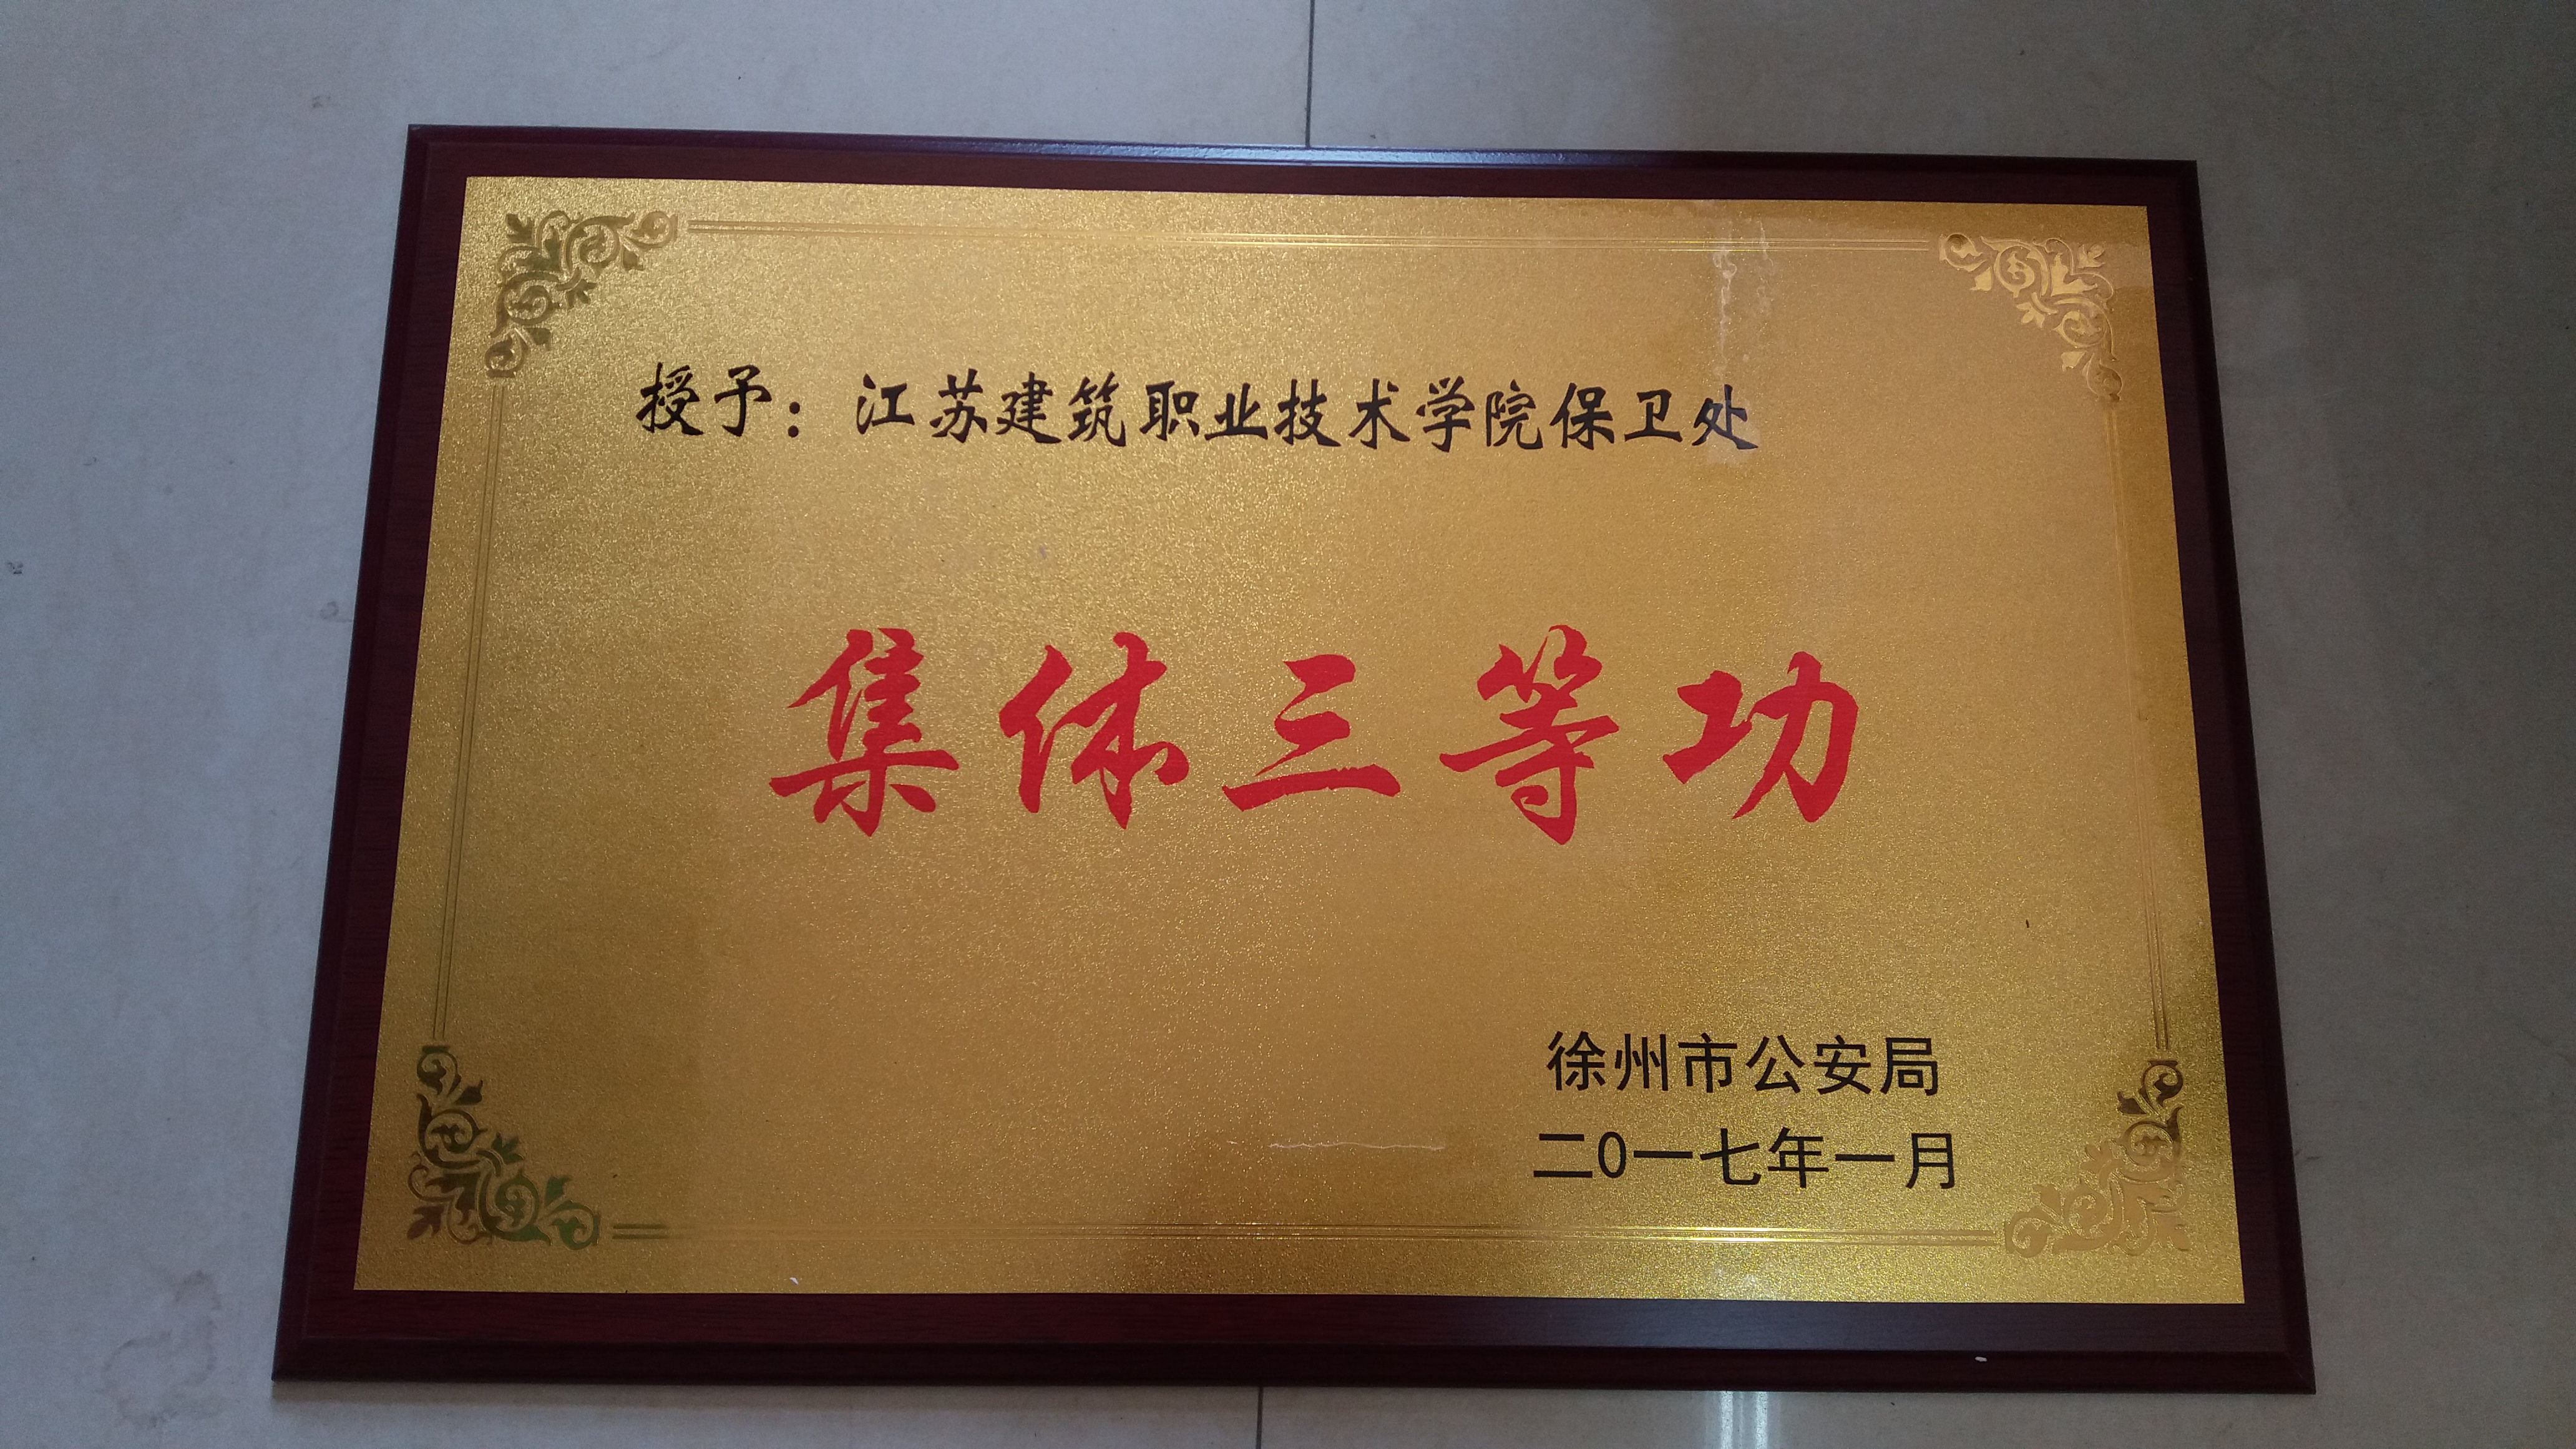 授予：江苏建筑职业技术学院保卫处
集体三等功
徐州市公安局
二0一七年一月